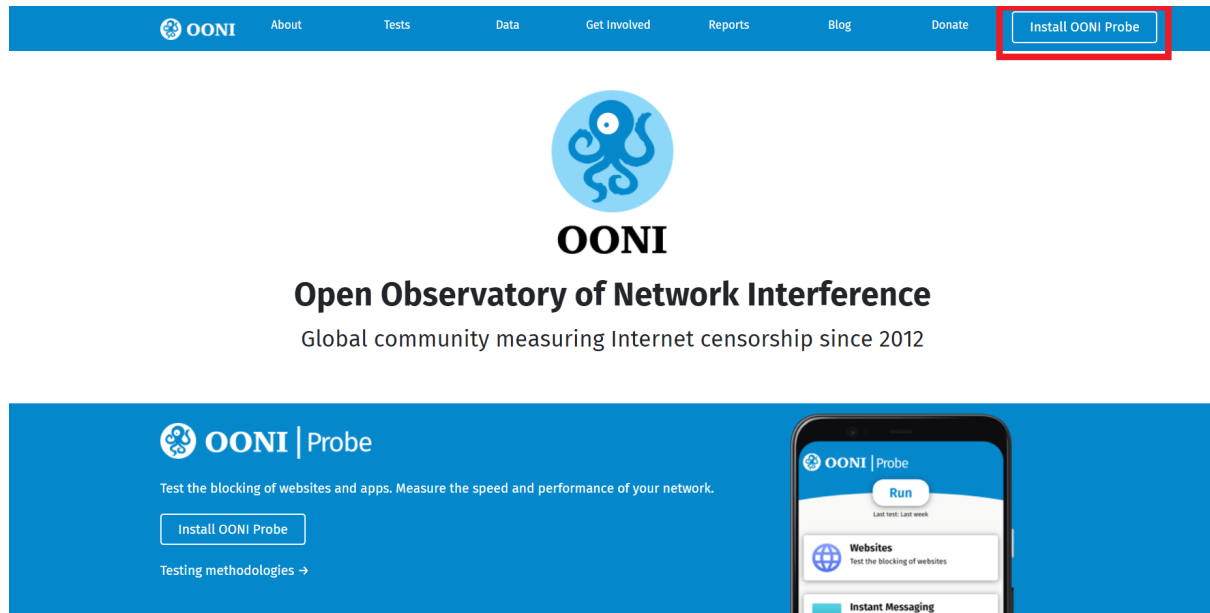 OONI
About
Tests
Data
Get Involved
Reports
Blog
Donate
Install OONI Probe
OONI
Open Observatory of Network Interference
Global community measuring Internet censorship since 2012
OONI | Probe
Test the blocking of websites and apps. Measure the speed and performance of your network.
Install OONI Probe
Testing methodologies →
OONI | Probe
Run
Last test: Last week
Websites
Test the blocking of websites
Instant Messaging